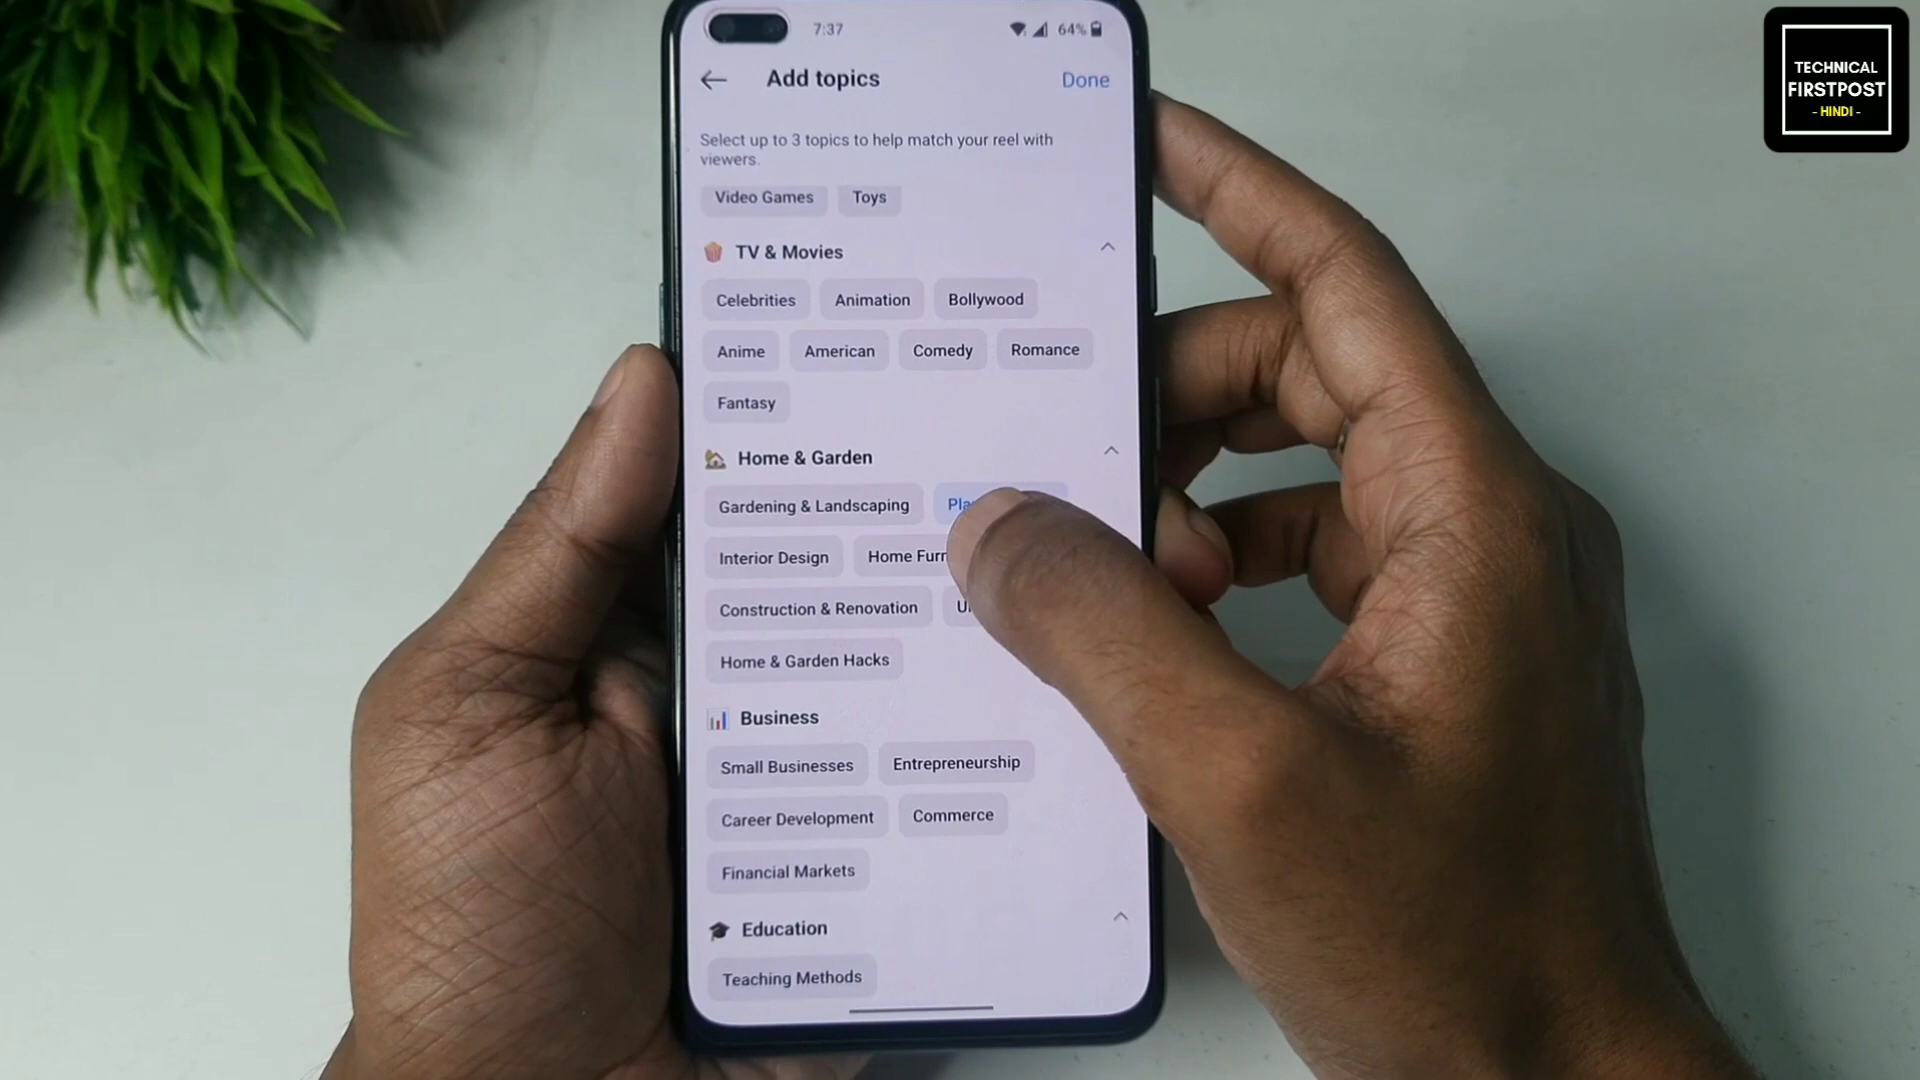 7:37
64%
Add topics
Done
Select up to 3 topics to help match your reel with
viewers.
Video Games
Toys
TV & Movies
Celebrities
Animation
Bollywood
Anime
American
Comedy
Romance
Fantasy
Home & Garden
Gardening & Landscaping
Interior Design
Home
Construction & Renovation
Home & Garden Hacks
Business
Small Businesses
Entrepreneurship
Career Development
Commerce
Financial Markets
Education
Teaching Methods
TECHNICAL
FIRSTPOST
- HINDI -